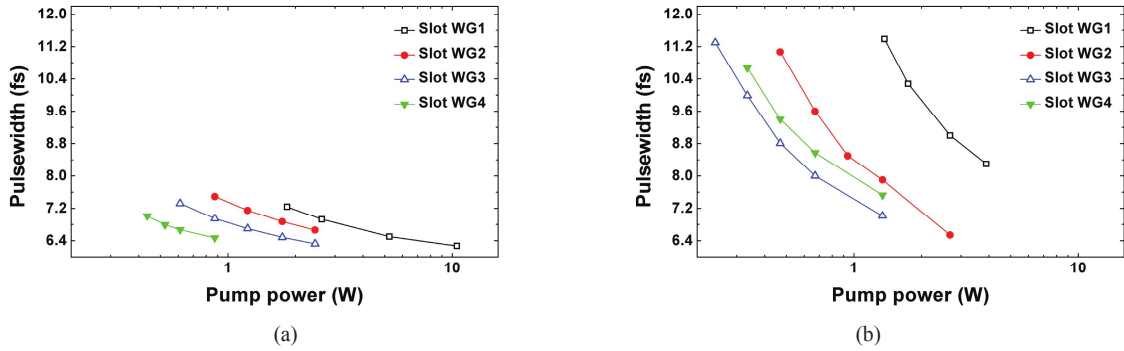 12.0
11.2
10.4
9.6
8.8
8.0
7.2
6.4
Pulsewidth (fs)
Slot WG1
Slot WG2
Slot WG3
Slot WG4
1
10
Pump power (W)
(a)
12.0
11.2
10.4
9.6
8.8
8.0
7.2
6.4
Pulsewidth (fs)
Slot WG1
Slot WG2
Slot WG3
Slot WG4
1
10
Pump power (W)
(b)